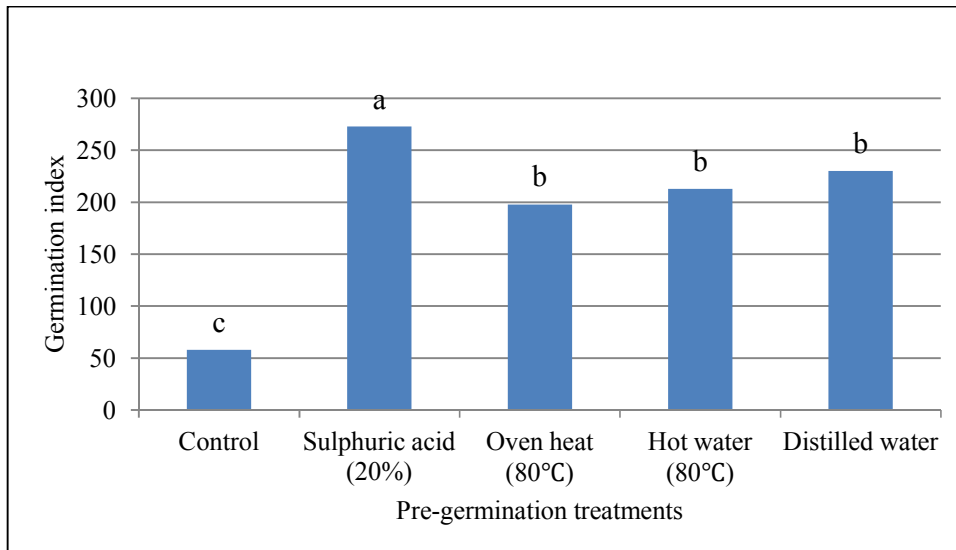 300
250
200
150
100
50
0
Germination index
c
a
b
b
b
Control
Sulphuric acid
(20%)
Oven heat
(80℃)
Hot water
(80℃)
Distilled water
Pre-germination treatments